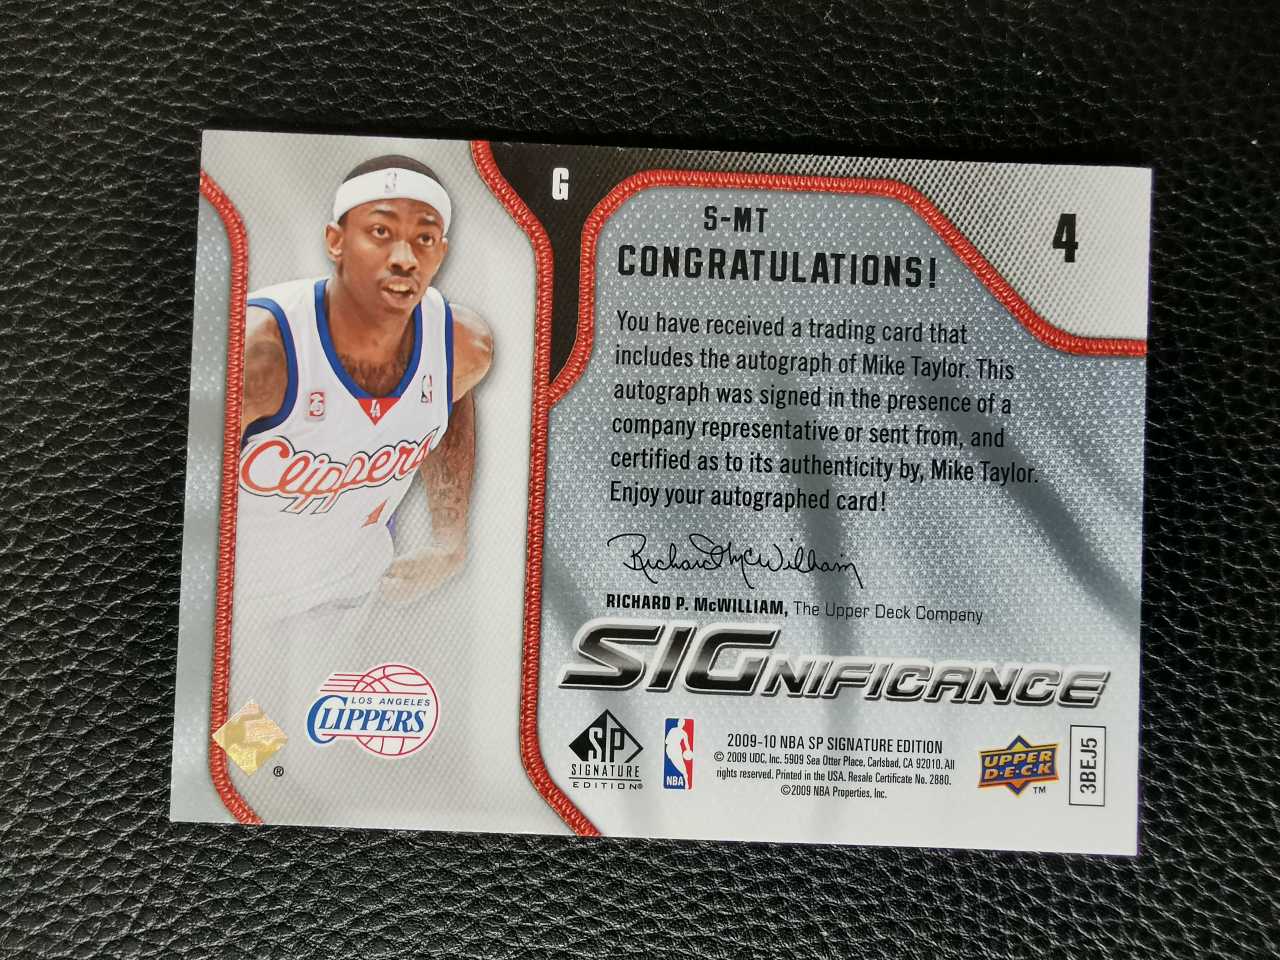 G
4
S-MT
CONGRATULATIONS!
You have received a trading card that
includes the autograph of Mike Taylor. This
autograph was signed in the presence of a
company representative or sent from, and
certified as to its authenticity by, Mike Taylor.
Enjoy your autographed card!
Richard McWilliam
RICHARD P. McWILLIAM, The Upper Deck Company
SIGNIFICANCE
4
Clippers
LOS ANGELES
CLIPPERS
®
SP
SIGNATURE
EDITION®
NBA
2009-10 NBA SP SIGNATURE EDITION
© 2009 UDC, Inc. 5909 Sea Otter Place, Carlsbad, CA 92010. All
rights reserved. Printed in the USA. Resale Certificate No. 2880.
©2009 NBA Properties, Inc.
UPPER
D·E·C·K
™
3BEJ5